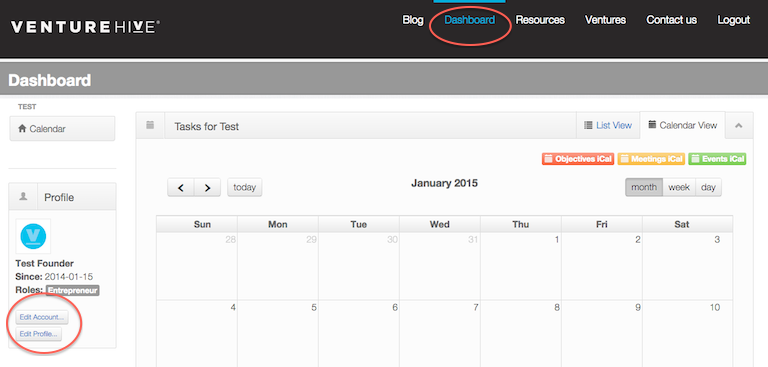 VENTUREHIVE®
Blog Dashboard Resources Ventures Contact us Logout
Dashboard
TEST
Calendar
Tasks for Test
List View
Calendar View
Objectives iCal Meetings iCal Events iCal
today
January 2015
month week day
Profile
Sun Mon Tue Wed Thu Fri Sat
28 29 30 31 1 2 3
Test Founder
Since: 2014-01-15
Roles: Entrepreneur
4 5 6 7 8 9 10
Edit Account...
Edit Profile...